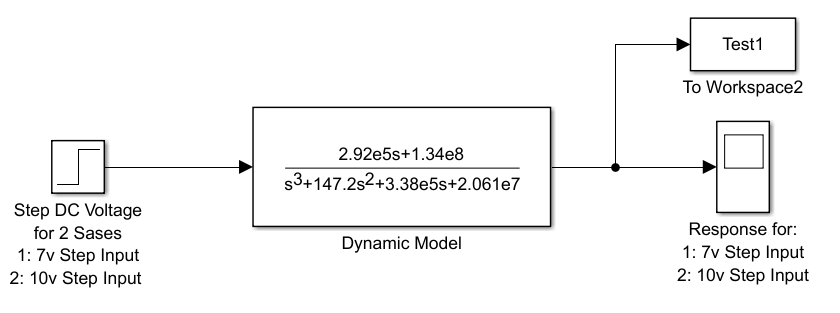 Test1
To Workspace2
2.92e5s+1.34e8
s3+147.2s2+3.38e5s+2.061e7
Dynamic Model
Step DC Voltage
for 2 Sases
1: 7v Step Input
2: 10v Step Input
Response for:
1: 7v Step Input
2: 10v Step Input